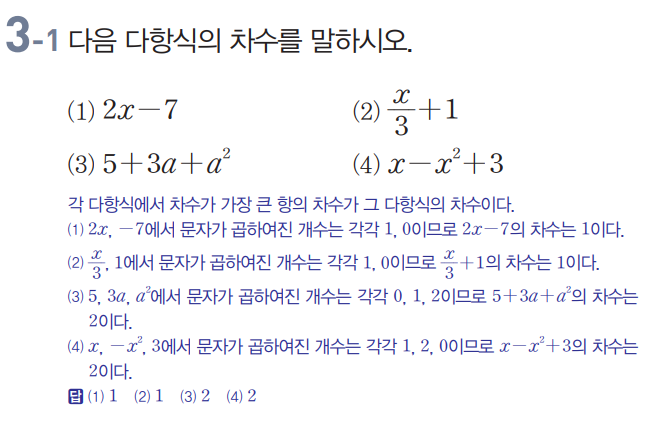 3-1 다음 다항식의 차수를 말하시오.
(1) 2x-7 (2) x/3+1
(3) 5+3a+a² (4) x-x²+3
각 다항식에서 차수가 가장 큰 항의 차수가 그 다항식의 차수이다.
(1) 2x, -7에서 문자가 곱하여진 개수는 각각 1, 0이므로 2x-7의 차수는 1이다.
(2) x/3, 1에서 문자가 곱하여진 개수는 각각 1, 0이므로 x/3+1의 차수는 1이다.
(3) 5, 3a, a²에서 문자가 곱하여진 개수는 각각 0, 1, 2이므로 5+3a+a²의 차수는
2이다.
(4) x, -x², 3에서 문자가 곱하여진 개수는 각각 1, 2, 0이므로 x-x²+3의 차수는
2이다.
답 (1) 1 (2) 1 (3) 2 (4) 2